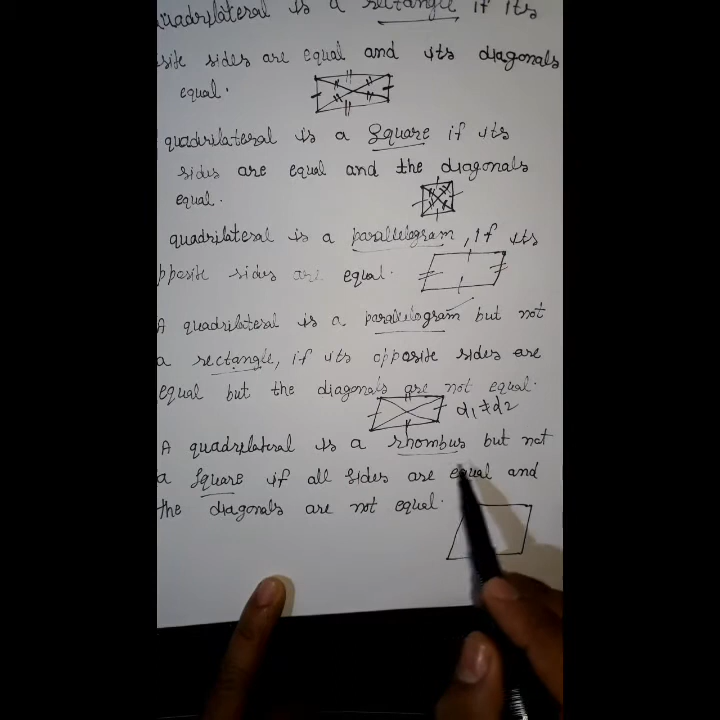 quadrilateral is a rectangle if its
site sides are equal and its diagonals
equal.
quadrilateral is a Square if its
sides are equal and the diagonals
equal.
quadrilateral is a parallelogram, if its
pposite sides are equal.
A quadrilateral is a parallelogram but not
a rectangle, if its opposite sides are
equal but the diagonals are not equal.
d1≠d2
A quadrilateral is a rhombus but not
a Square if all sides are equal and
the diagonals are not equal.